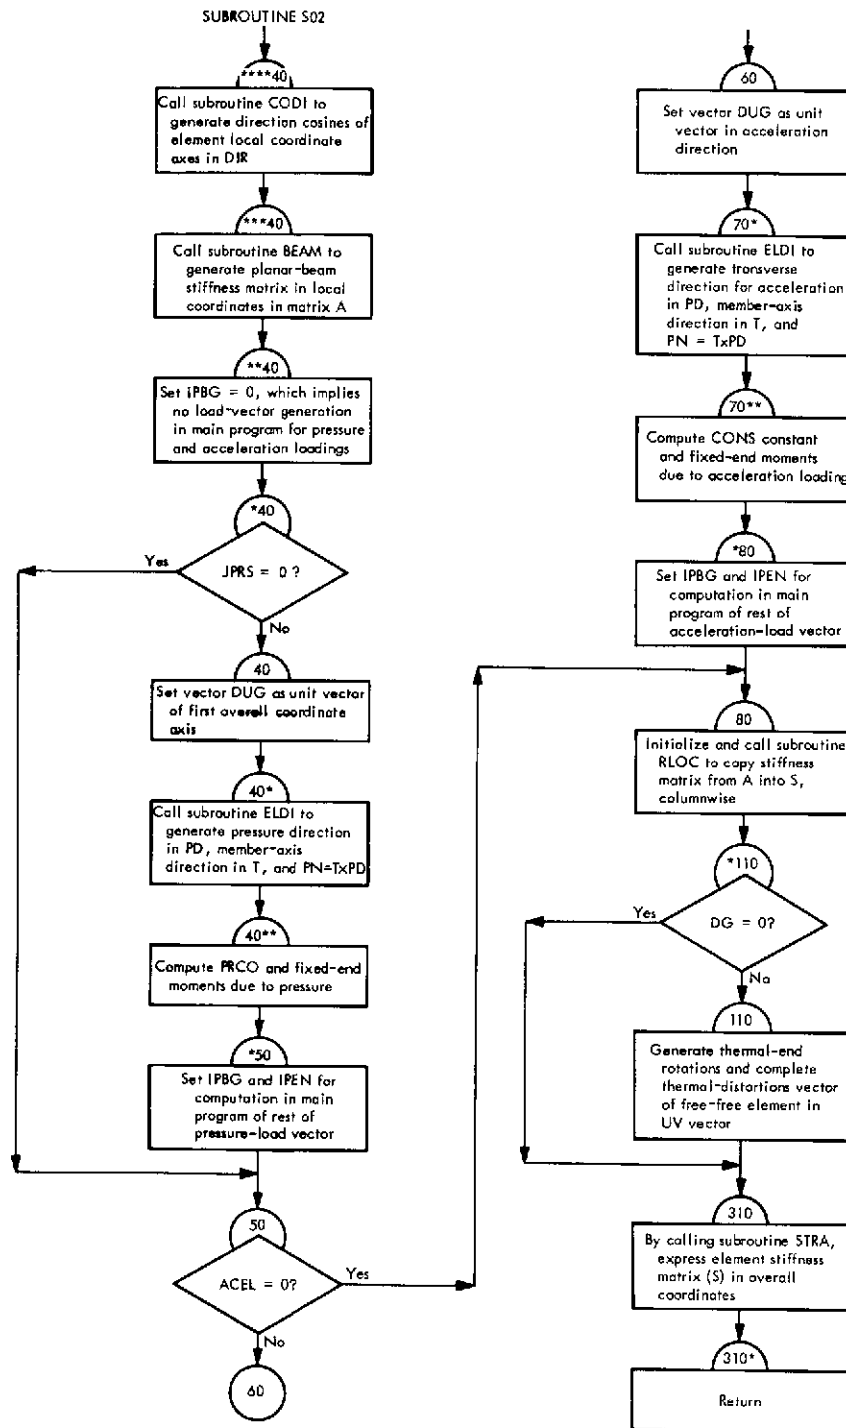 SUBROUTINE S02
****40
Call subroutine CODI to
generate direction cosines of
element local coordinate
axes in DJR
***40
Call subroutine BEAM to
generate planar-beam
stiffness matrix in local
coordinates in matrix A
**40
Set IPBG = 0, which implies
no load-vector generation
in main program for pressure
and acceleration loadings
*40
JPRS = 0?
Yes
No
40
Set vector DUG as unit vector
of first overall coordinate
axis
40*
Call subroutine ELDI to
generate pressure direction
in PD, member-axis
direction in T, and PN=TxPD
40**
Compute PRCO and fixed-end
moments due to pressure
*50
Set IPBG and IPEN for
computation in main
program of rest of
pressure-load vector
50
ACEL = 0?
Yes
No
60
60
Set vector DUG as unit
vector in acceleration
direction
70*
Call subroutine ELDI to
generate transverse
direction for acceleration
in PD, member-axis
direction in T, and
PN = TxPD
70**
Compute CONS constant
and fixed-end moments
due to acceleration loading
*80
Set IPBG and IPEN for
computation in main
program of rest of
acceleration-load vector
80
Initialize and call subroutine
RLOC to copy stiffness
matrix from A into S,
columnwise
*110
DG = 0?
Yes
No
110
Generate thermal-end
rotations and complete
thermal-distortions vector
of free-free element in
UV vector
310
By calling subroutine STRA,
express element stiffness
matrix (S) in overall
coordinates
310*
Return